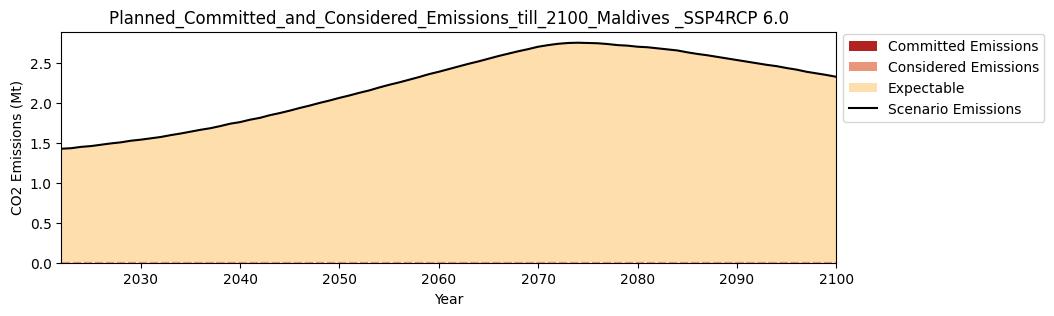 Planned_Committed_and_Considered_Emissions_till_2100_Maldives _SSP4RCP 6.0
Committed Emissions
Considered Emissions
Expectable
Scenario Emissions
CO2 Emissions (Mt)
2.5
2.0
1.5
1.0
0.5
0.0
2030 2040 2050 2060 2070 2080 2090 2100
Year